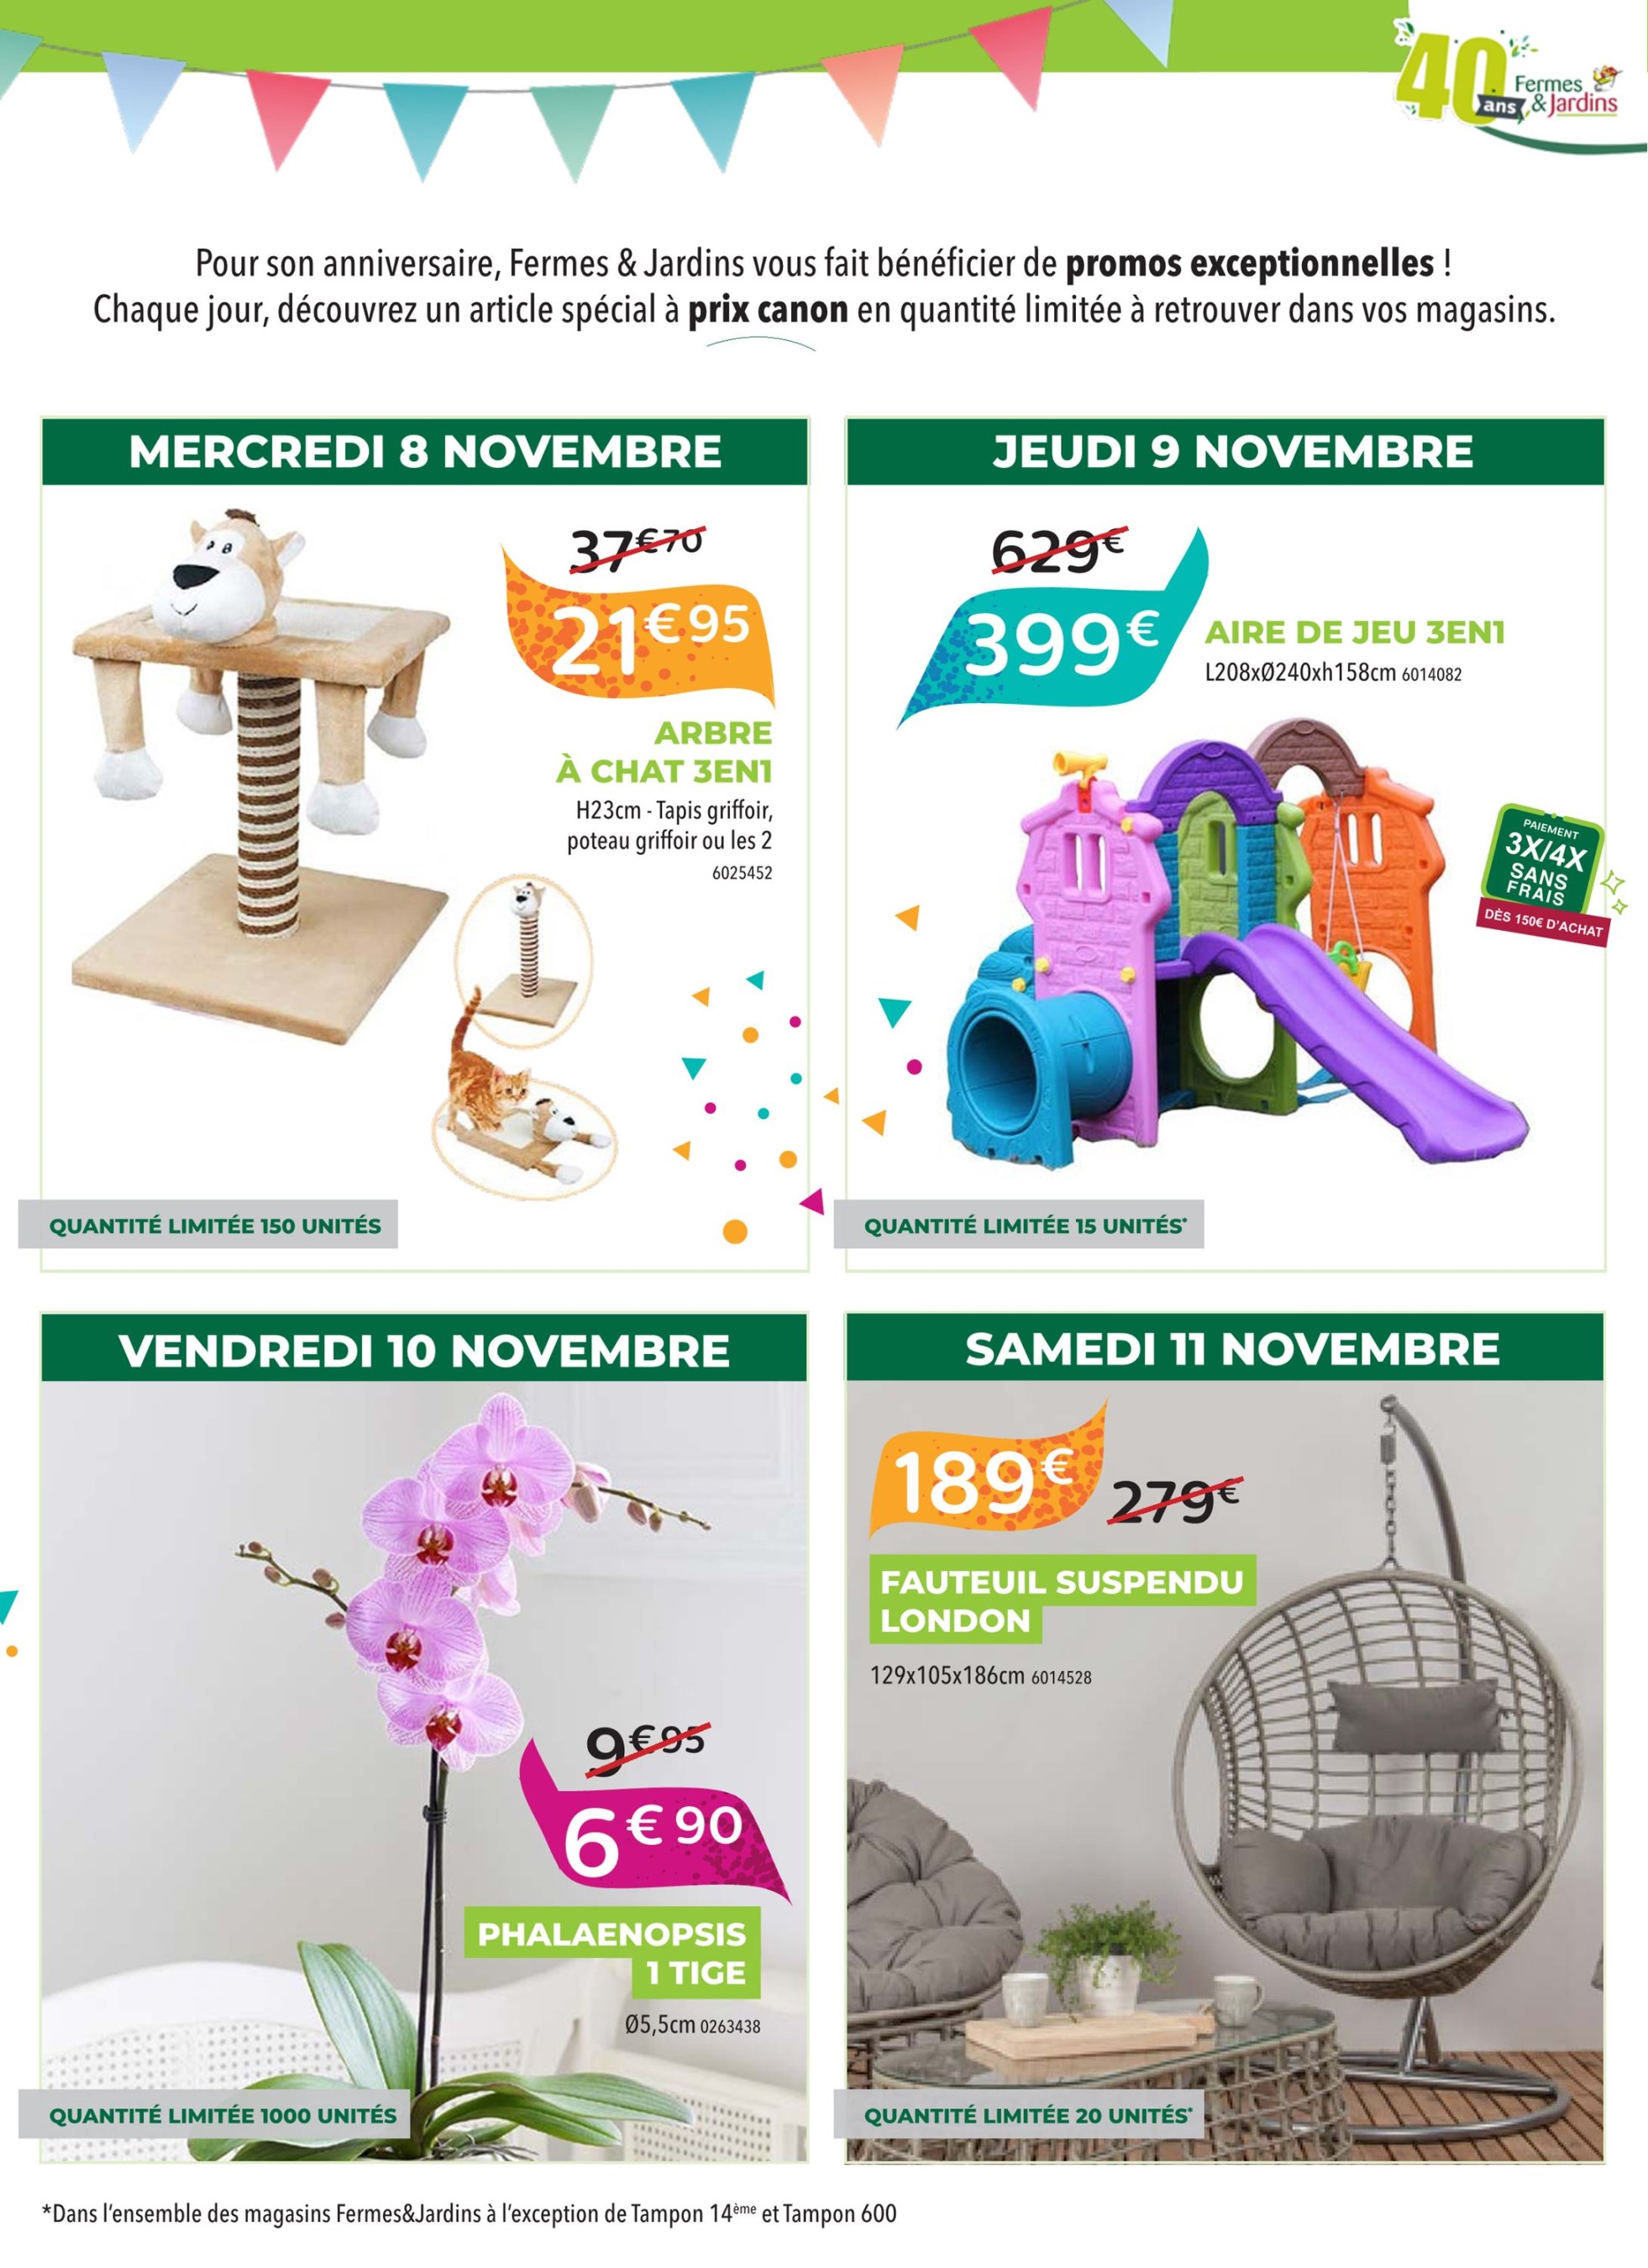 40
ans
Fermes
& Jardins
Pour son anniversaire, Fermes & Jardins vous fait bénéficier de promos exceptionnelles !
Chaque jour, découvrez un article spécial à prix canon en quantité limitée à retrouver dans vos magasins.
MERCREDI 8 NOVEMBRE
37€70
21€95
ARBRE
À CHAT 3EN1
H23cm - Tapis griffoir,
poteau griffoir ou les 2
6025452
QUANTITÉ LIMITÉE 150 UNITÉS
JEUDI 9 NOVEMBRE
629€
399€
AIRE DE JEU 3EN1
L208xØ240xh158cm 6014082
PAIEMENT
3X/4X
SANS
FRAIS
DÈS 150€ D'ACHAT
QUANTITÉ LIMITÉE 15 UNITÉS*
VENDREDI 10 NOVEMBRE
9€95
6€90
PHALAENOPSIS
1 TIGE
Ø5,5cm 0263438
QUANTITÉ LIMITÉE 1000 UNITÉS
SAMEDI 11 NOVEMBRE
189€
279€
FAUTEUIL SUSPENDU
LONDON
129x105x186cm 6014528
QUANTITÉ LIMITÉE 20 UNITÉS*
*Dans l'ensemble des magasins Fermes&Jardins à l'exception de Tampon 14ème et Tampon 600